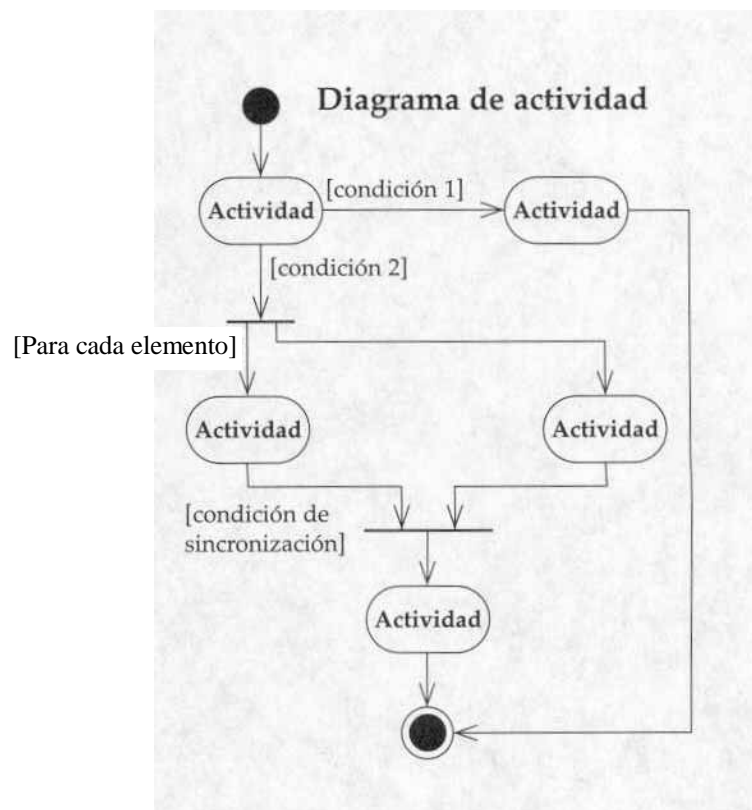 Diagrama de actividad
[condición 1]
Actividad
Actividad
[condición 2]
[Para cada elemento]
Actividad
Actividad
[condición de
sincronización]
Actividad